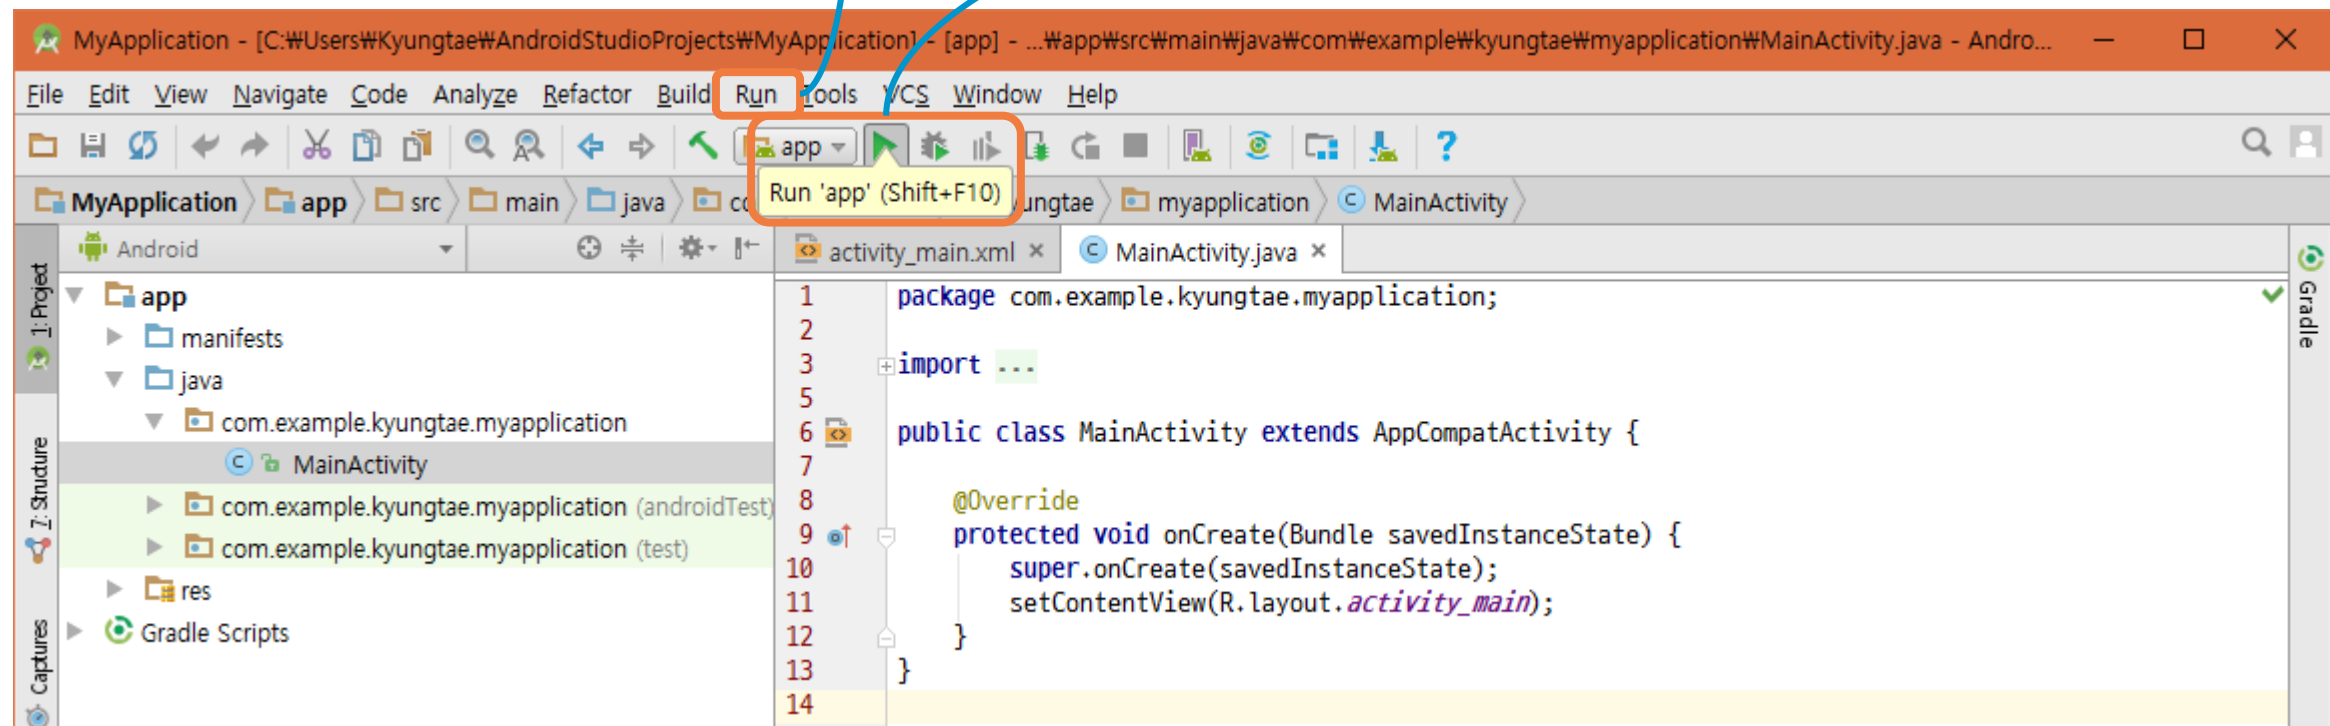 MyApplication - [C:₩Users₩Kyungtae₩AndroidStudioProjects₩MyApplication] - [app] - ...₩app₩src₩main₩java₩com₩example₩kyungtae₩myapplication₩MainActivity.java - Andro...
File Edit View Navigate Code Analyze Refactor Build Run Tools VCS Window Help
app
?
Run 'app' (Shift+F10)
MyApplication app src main java myapplication MainActivity
Android
activity_main.xml × MainActivity.java ×
1: Project
7: Structure
Captures
app
manifests
java
com.example.kyungtae.myapplication
MainActivity
com.example.kyungtae.myapplication (androidTest)
com.example.kyungtae.myapplication (test)
res
Gradle Scripts
1 package com.example.kyungtae.myapplication;
2
3 import ...
5
6 public class MainActivity extends AppCompatActivity {
7
8 @Override
9 protected void onCreate(Bundle savedInstanceState) {
10 super.onCreate(savedInstanceState);
11 setContentView(R.layout.activity_main);
12 }
13 }
14
Gradle